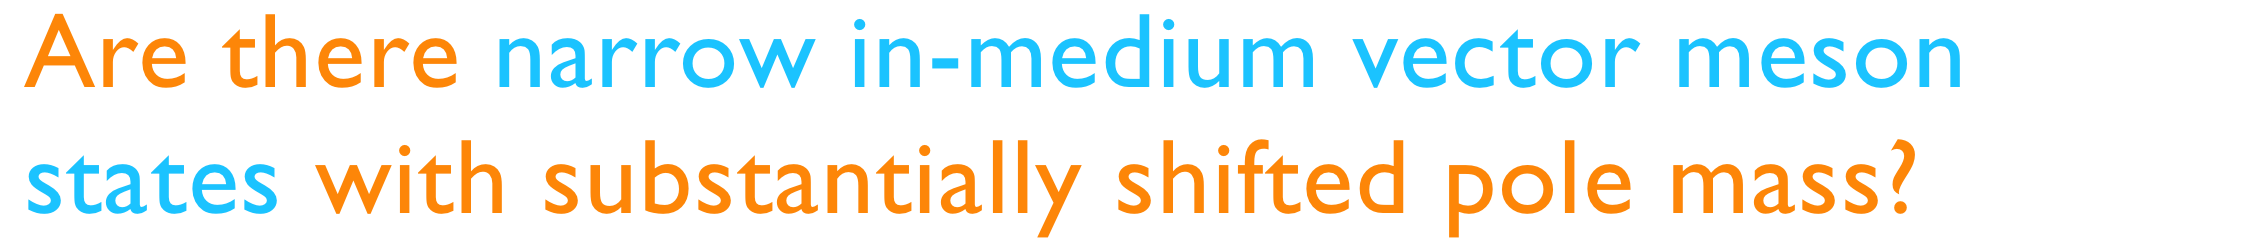 Are there narrow in-medium vector meson
states with substantially shifted pole mass?